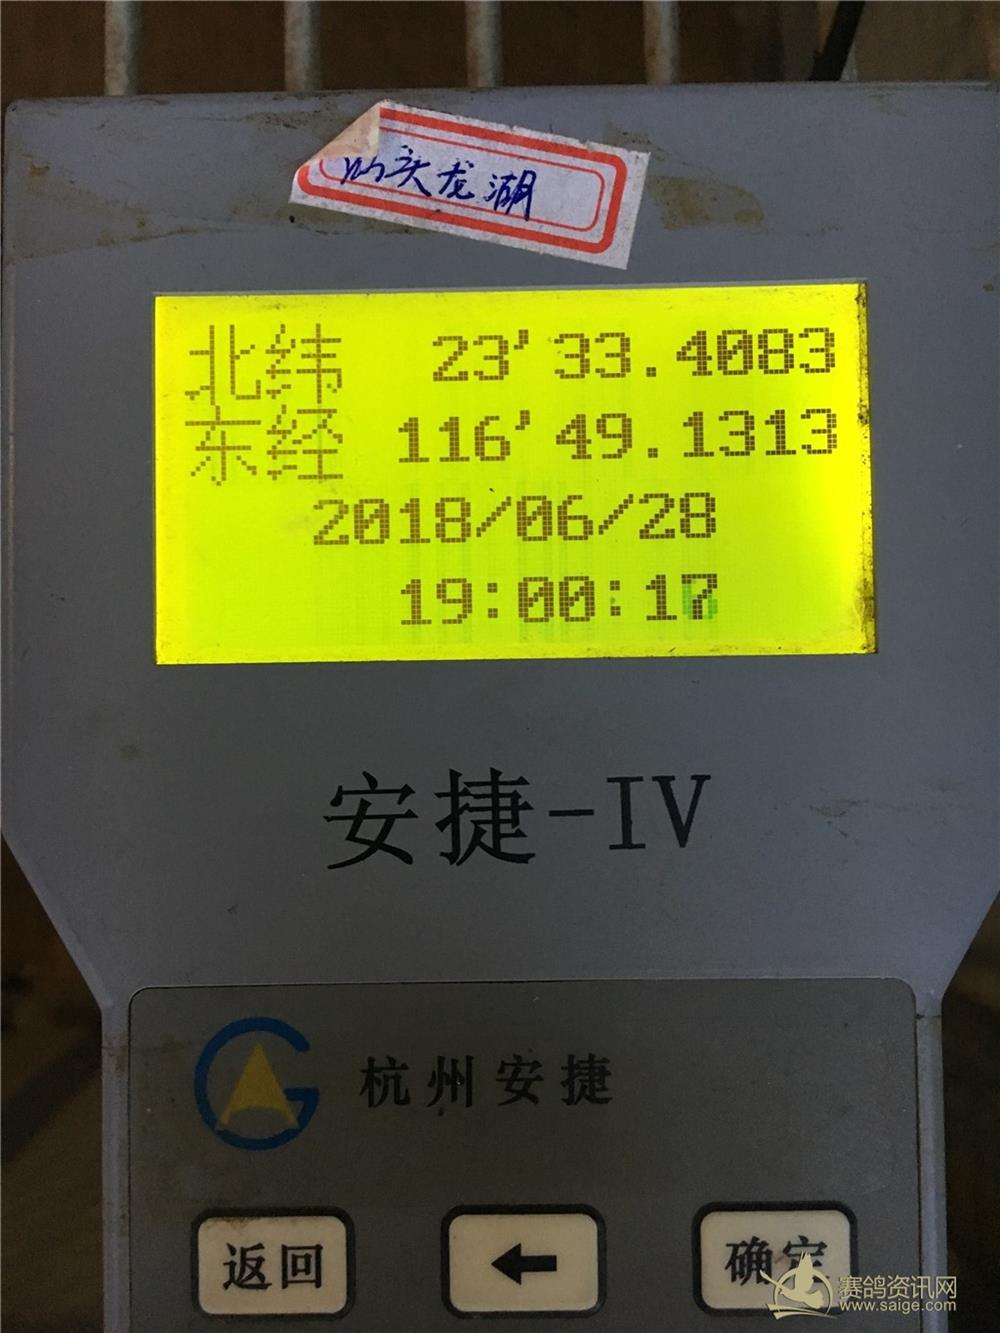 汕头龙湖
北纬 23'33.4083
东经 116'49.1313
2018/06/28
19:00:17
安捷-IV
杭州安捷
返回 ← 确定
赛鸽资讯网
www.saige.com